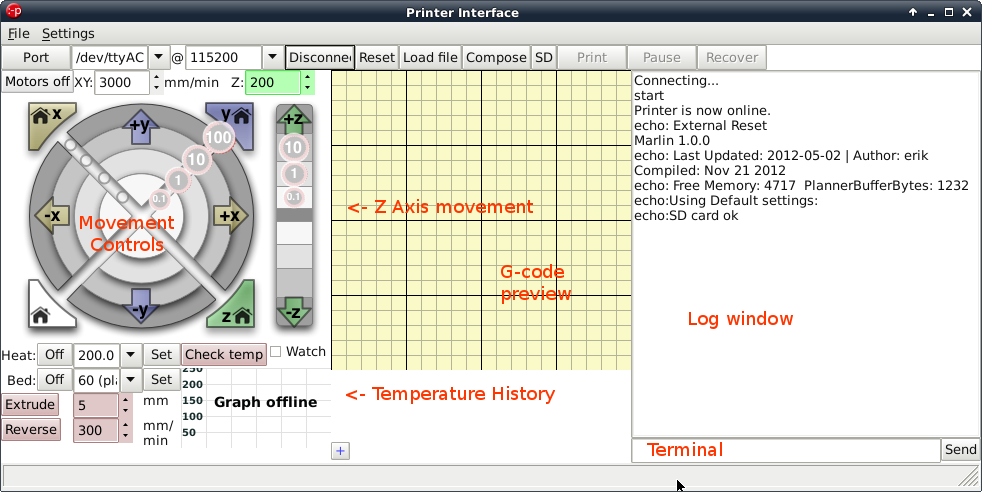 Printer Interface
File Settings
Port /dev/ttyAC @ 115200 Disconnec Reset Load file Compose SD Print Pause Recover
Motors off XY: 3000 mm/min Z: 200
x +y y +z
100 10 1 0.1
10 1 0.1
-x +x
Movement
Controls
-y z -z
<- Z Axis movement
G-code
preview
Connecting...
start
Printer is now online.
echo: External Reset
Marlin 1.0.0
echo: Last Updated: 2012-05-02 | Author: erik
Compiled: Nov 21 2012
echo: Free Memory: 4717 PlannerBufferBytes: 1232
echo:Using Default settings:
echo:SD card ok
Log window
Heat: Off 200.0 Set Check temp Watch
Bed: Off 60 (pla Set
Extrude 5 mm
Reverse 300 mm/
min
250
200
150
100
50
Graph offline
<- Temperature History
+
Terminal
Send